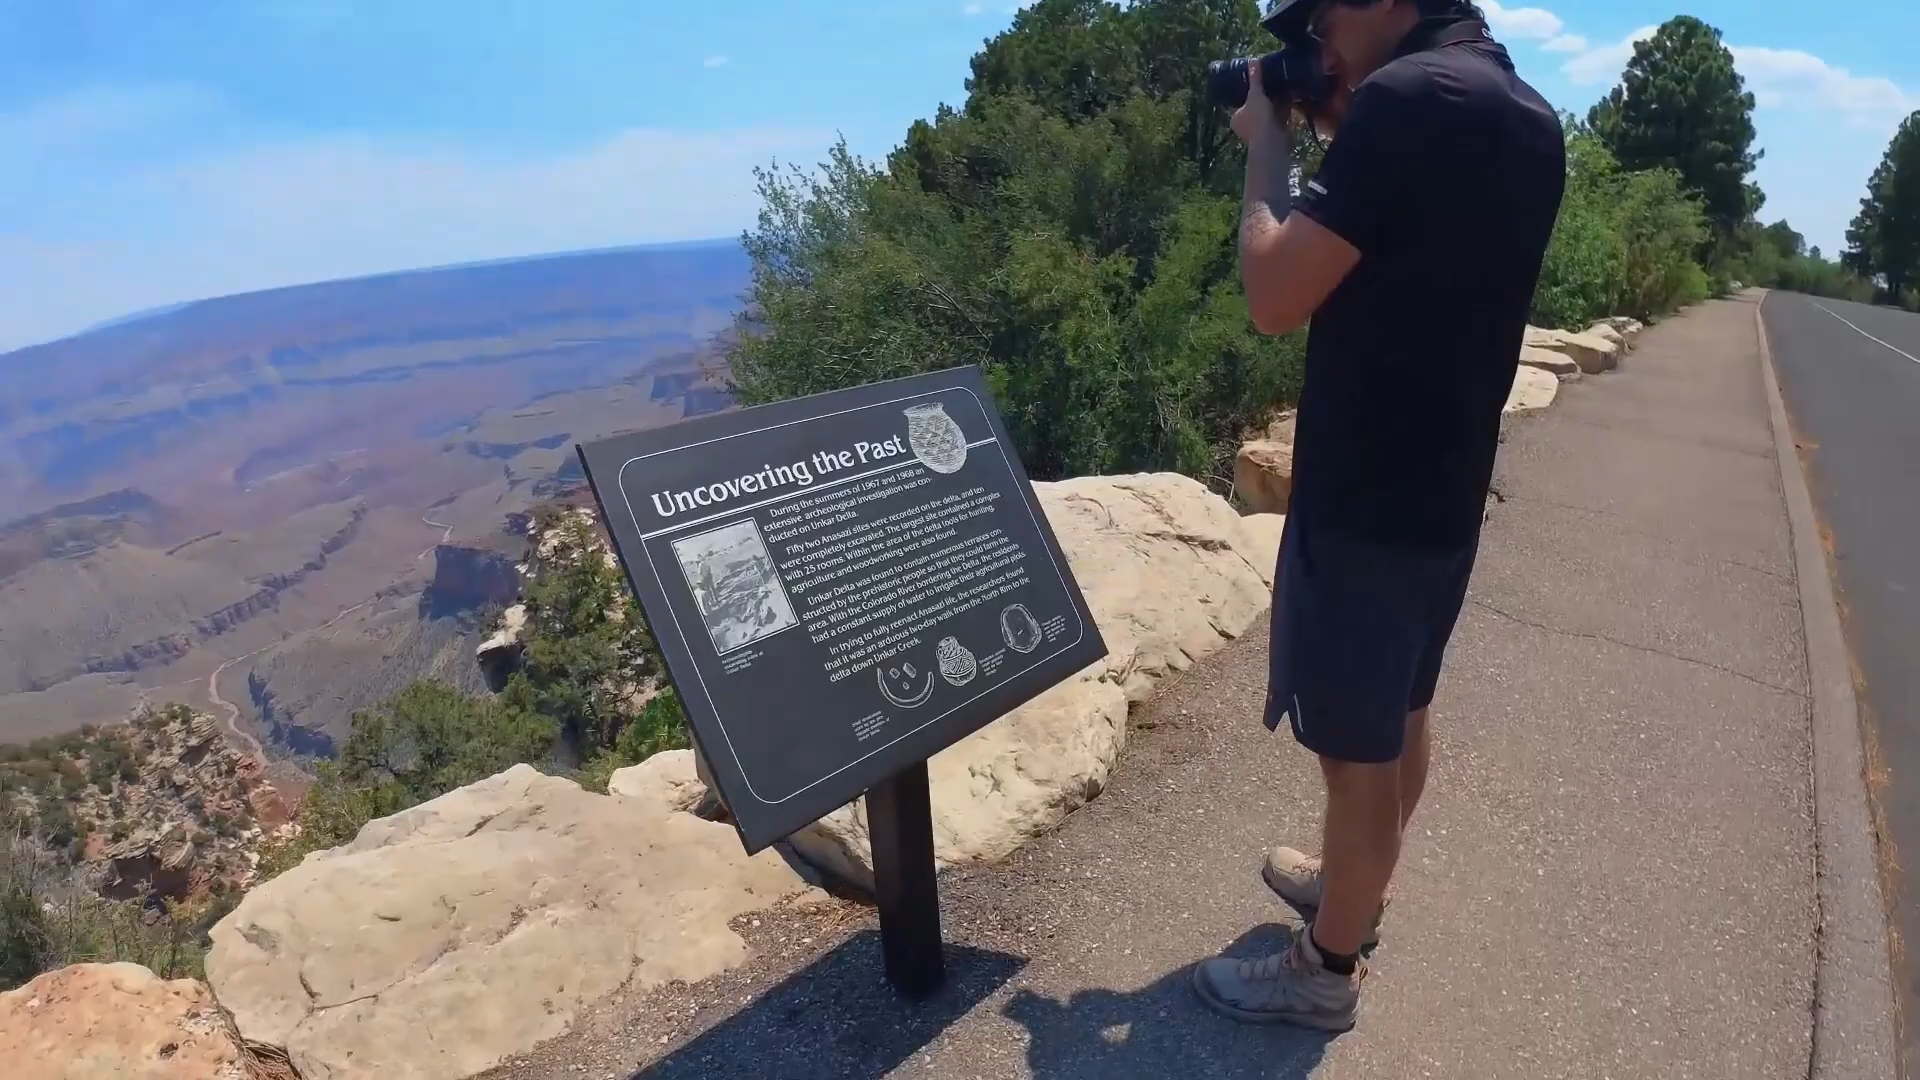 Uncovering the Past
During the summers of 1967 and 1968 an
extensive archeological investigation was con-
ducted on Unkar Delta.
Fifty two Anasazi sites were recorded on the delta, and ten
were completely excavated. The largest site contained a complex
with 25 rooms. Within the area of the delta tools for hunting,
agriculture and woodworking were also found.
Unkar Delta was found to contain numerous terraces con-
structed by the prehistoric people so that they could farm the
area. With the Colorado River bordering the Delta, the residents
had a constant supply of water to irrigate their agricultural plots.
In trying to fully reenact Anasazi life, the researchers found
that it was an arduous two-day walk from the North Rim to the
delta down Unkar Creek.